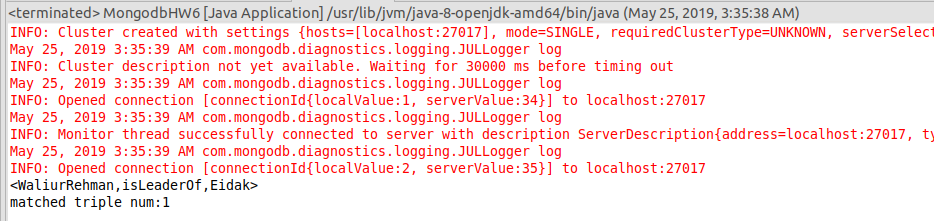 <terminated> MongodbHW6 [Java Application] /usr/lib/jvm/java-8-openjdk-amd64/bin/java (May 25, 2019, 3:35:38 AM)
INFO: Cluster created with settings {hosts=[localhost:27017], mode=SINGLE, requiredClusterType=UNKNOWN, serverSelect
May 25, 2019 3:35:39 AM com.mongodb.diagnostics.logging.JULLogger log
INFO: Cluster description not yet available. Waiting for 30000 ms before timing out
May 25, 2019 3:35:39 AM com.mongodb.diagnostics.logging.JULLogger log
INFO: Opened connection [connectionId{localValue:1, serverValue:34}] to localhost:27017
May 25, 2019 3:35:39 AM com.mongodb.diagnostics.logging.JULLogger log
INFO: Monitor thread successfully connected to server with description ServerDescription{address=localhost:27017, ty
May 25, 2019 3:35:39 AM com.mongodb.diagnostics.logging.JULLogger log
INFO: Opened connection [connectionId{localValue:2, serverValue:35}] to localhost:27017
<WaliurRehman,isLeaderOf,Eidak>
matched triple num:1